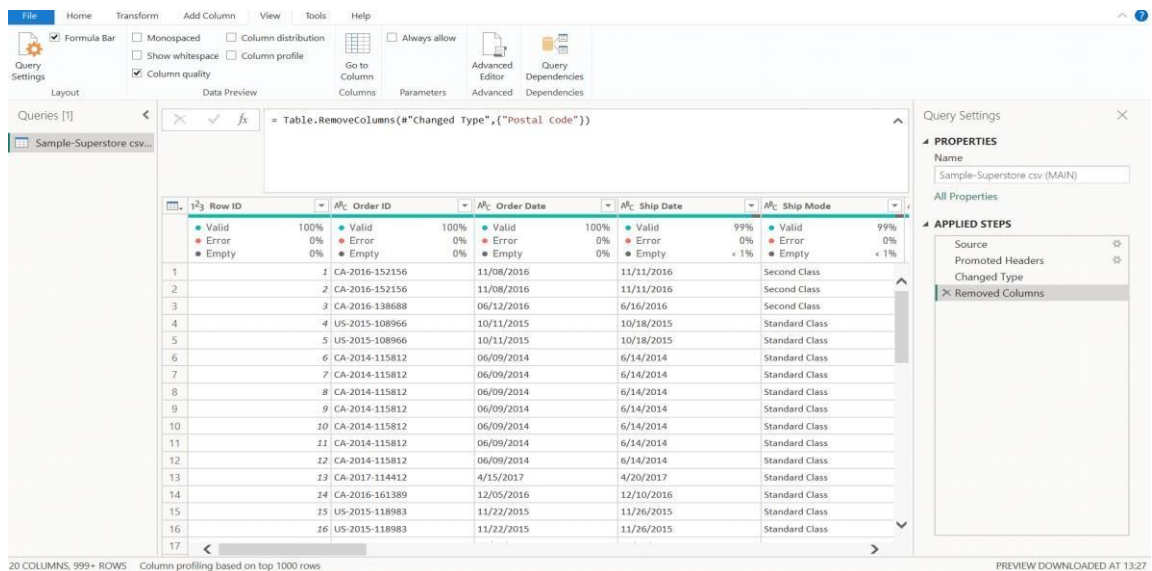 File Home Transform Add Column View Tools Help
Formula Bar Monospaced Column distribution Always allow
Show whitespace Column profile
Query Settings Column quality Go to Column Advanced Editor Query Dependencies
Layout Data Preview Columns Parameters Advanced Dependencies
Queries [1] fx = Table.RemoveColumns(#"Changed Type",{"Postal Code"}) Query Settings
Sample-Superstore csv... PROPERTIES
Name
Sample-Superstore csv (MAIN)
All Properties
123 Row ID ABC Order ID ABC Order Date ABC Ship Date ABC Ship Mode
Valid 100% Valid 100% Valid 100% Valid 99% Valid 99%
Error 0% Error 0% Error 0% Error 0% Error 0%
Empty 0% Empty 0% Empty 0% Empty < 1% Empty < 1%
APPLIED STEPS
Source
Promoted Headers
Changed Type
Removed Columns
1 1 CA-2016-152156 11/08/2016 11/11/2016 Second Class
2 2 CA-2016-152156 11/08/2016 11/11/2016 Second Class
3 3 CA-2016-138688 06/12/2016 6/16/2016 Second Class
4 4 US-2015-108966 10/11/2015 10/18/2015 Standard Class
5 5 US-2015-108966 10/11/2015 10/18/2015 Standard Class
6 6 CA-2014-115812 06/09/2014 6/14/2014 Standard Class
7 7 CA-2014-115812 06/09/2014 6/14/2014 Standard Class
8 8 CA-2014-115812 06/09/2014 6/14/2014 Standard Class
9 9 CA-2014-115812 06/09/2014 6/14/2014 Standard Class
10 10 CA-2014-115812 06/09/2014 6/14/2014 Standard Class
11 11 CA-2014-115812 06/09/2014 6/14/2014 Standard Class
12 12 CA-2014-115812 06/09/2014 6/14/2014 Standard Class
13 13 CA-2017-114412 4/15/2017 4/20/2017 Standard Class
14 14 CA-2016-161389 12/05/2016 12/10/2016 Standard Class
15 15 US-2015-118983 11/22/2015 11/26/2015 Standard Class
16 16 US-2015-118983 11/22/2015 11/26/2015 Standard Class
17
20 COLUMNS, 999+ ROWS Column profiling based on top 1000 rows PREVIEW DOWNLOADED AT 13:27